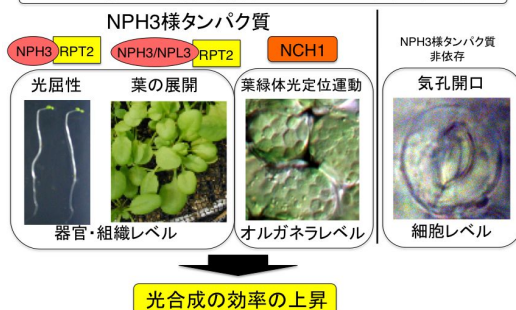 NPH3様タンパク質
NPH3 RPT2
NPH3/NPL3 RPT2
NCH1
NPH3様タンパク質
非依存
光屈性
葉の展開
葉緑体光定位運動
気孔開口
器官・組織レベル
オルガネラレベル
細胞レベル
光合成の効率の上昇